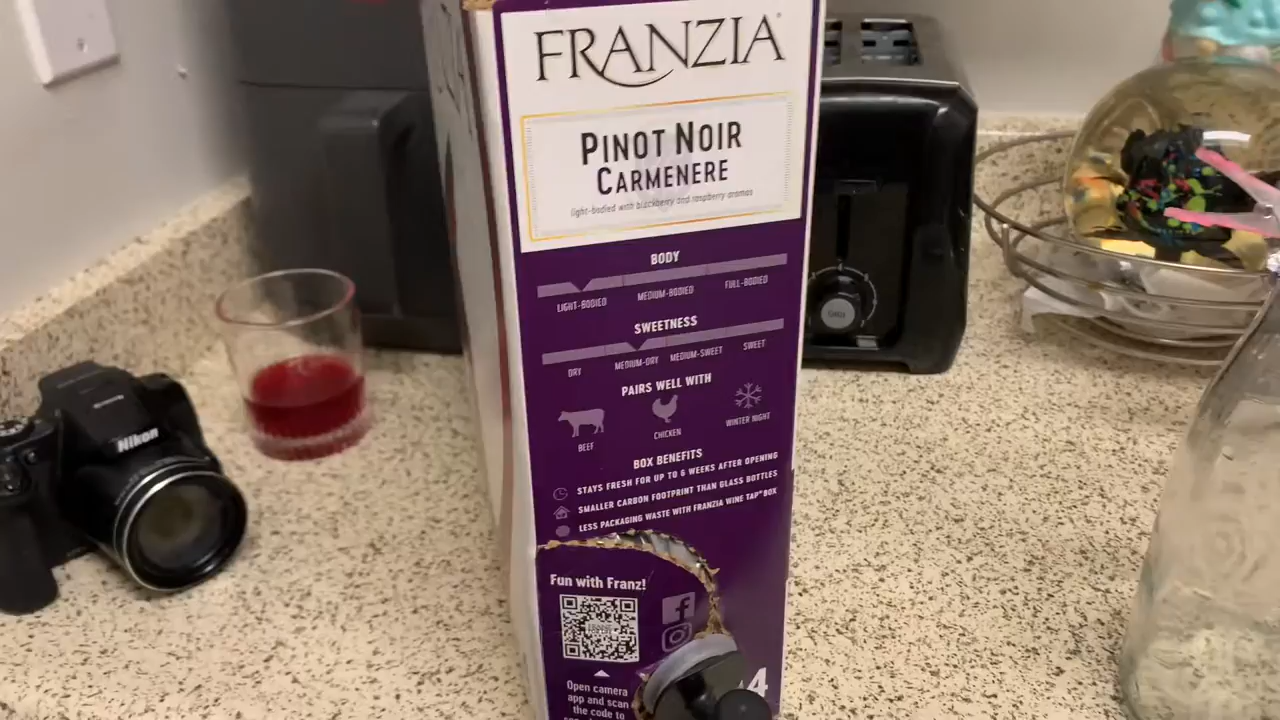 FRANZIA
PINOT NOIR
CARMENERE
light-bodied with blackberry and raspberry aromas
BODY
LIGHT-BODIED MEDIUM-BODIED FULL-BODIED
SWEETNESS
DRY MEDIUM-DRY MEDIUM-SWEET SWEET
PAIRS WELL WITH
BEEF CHICKEN WINTER NIGHT
BOX BENEFITS
STAYS FRESH FOR UP TO 6 WEEKS AFTER OPENING
SMALLER CARBON FOOTPRINT THAN GLASS BOTTLES
LESS PACKAGING WASTE WITH FRANZIA WINE TAP® BOX
Fun with Franz!
Open camera
app and scan
the code to
4
Nikon